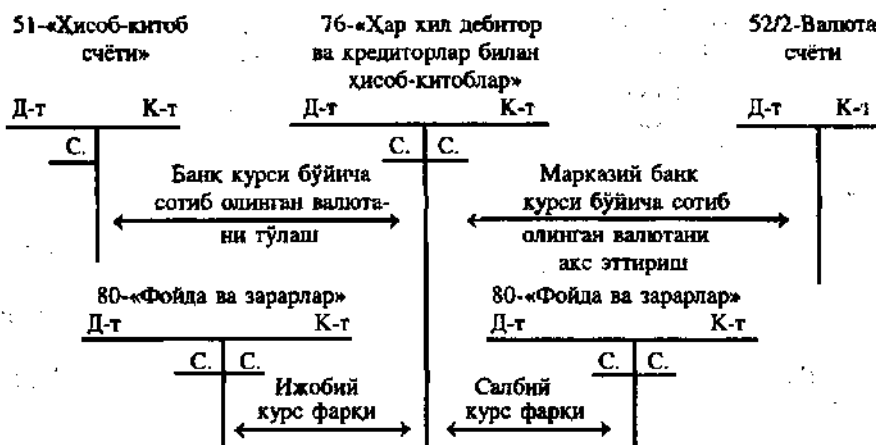 51-«Ҳисоб-китоб счёти»
76-«Ҳар хил дебитор ва кредиторлар билан ҳисоб-китоблар»
52/2-Валюта счёти
Д-т К-т
Д-т К-т
Д-т К-т
С.
С. С.
Банк курси бўйича
сотиб олинган валюта-
ни тўлаш
Марказий банк
курси бўйича сотиб
олинган валютани
акс эттириш
80-«Фойда ва зарарлар»
Д-т К-т
С. С.
Ижобий
курс фарқи
80-«Фойда ва зарарлар»
Д-т К-т
С. С.
Салбий
курс фарқи